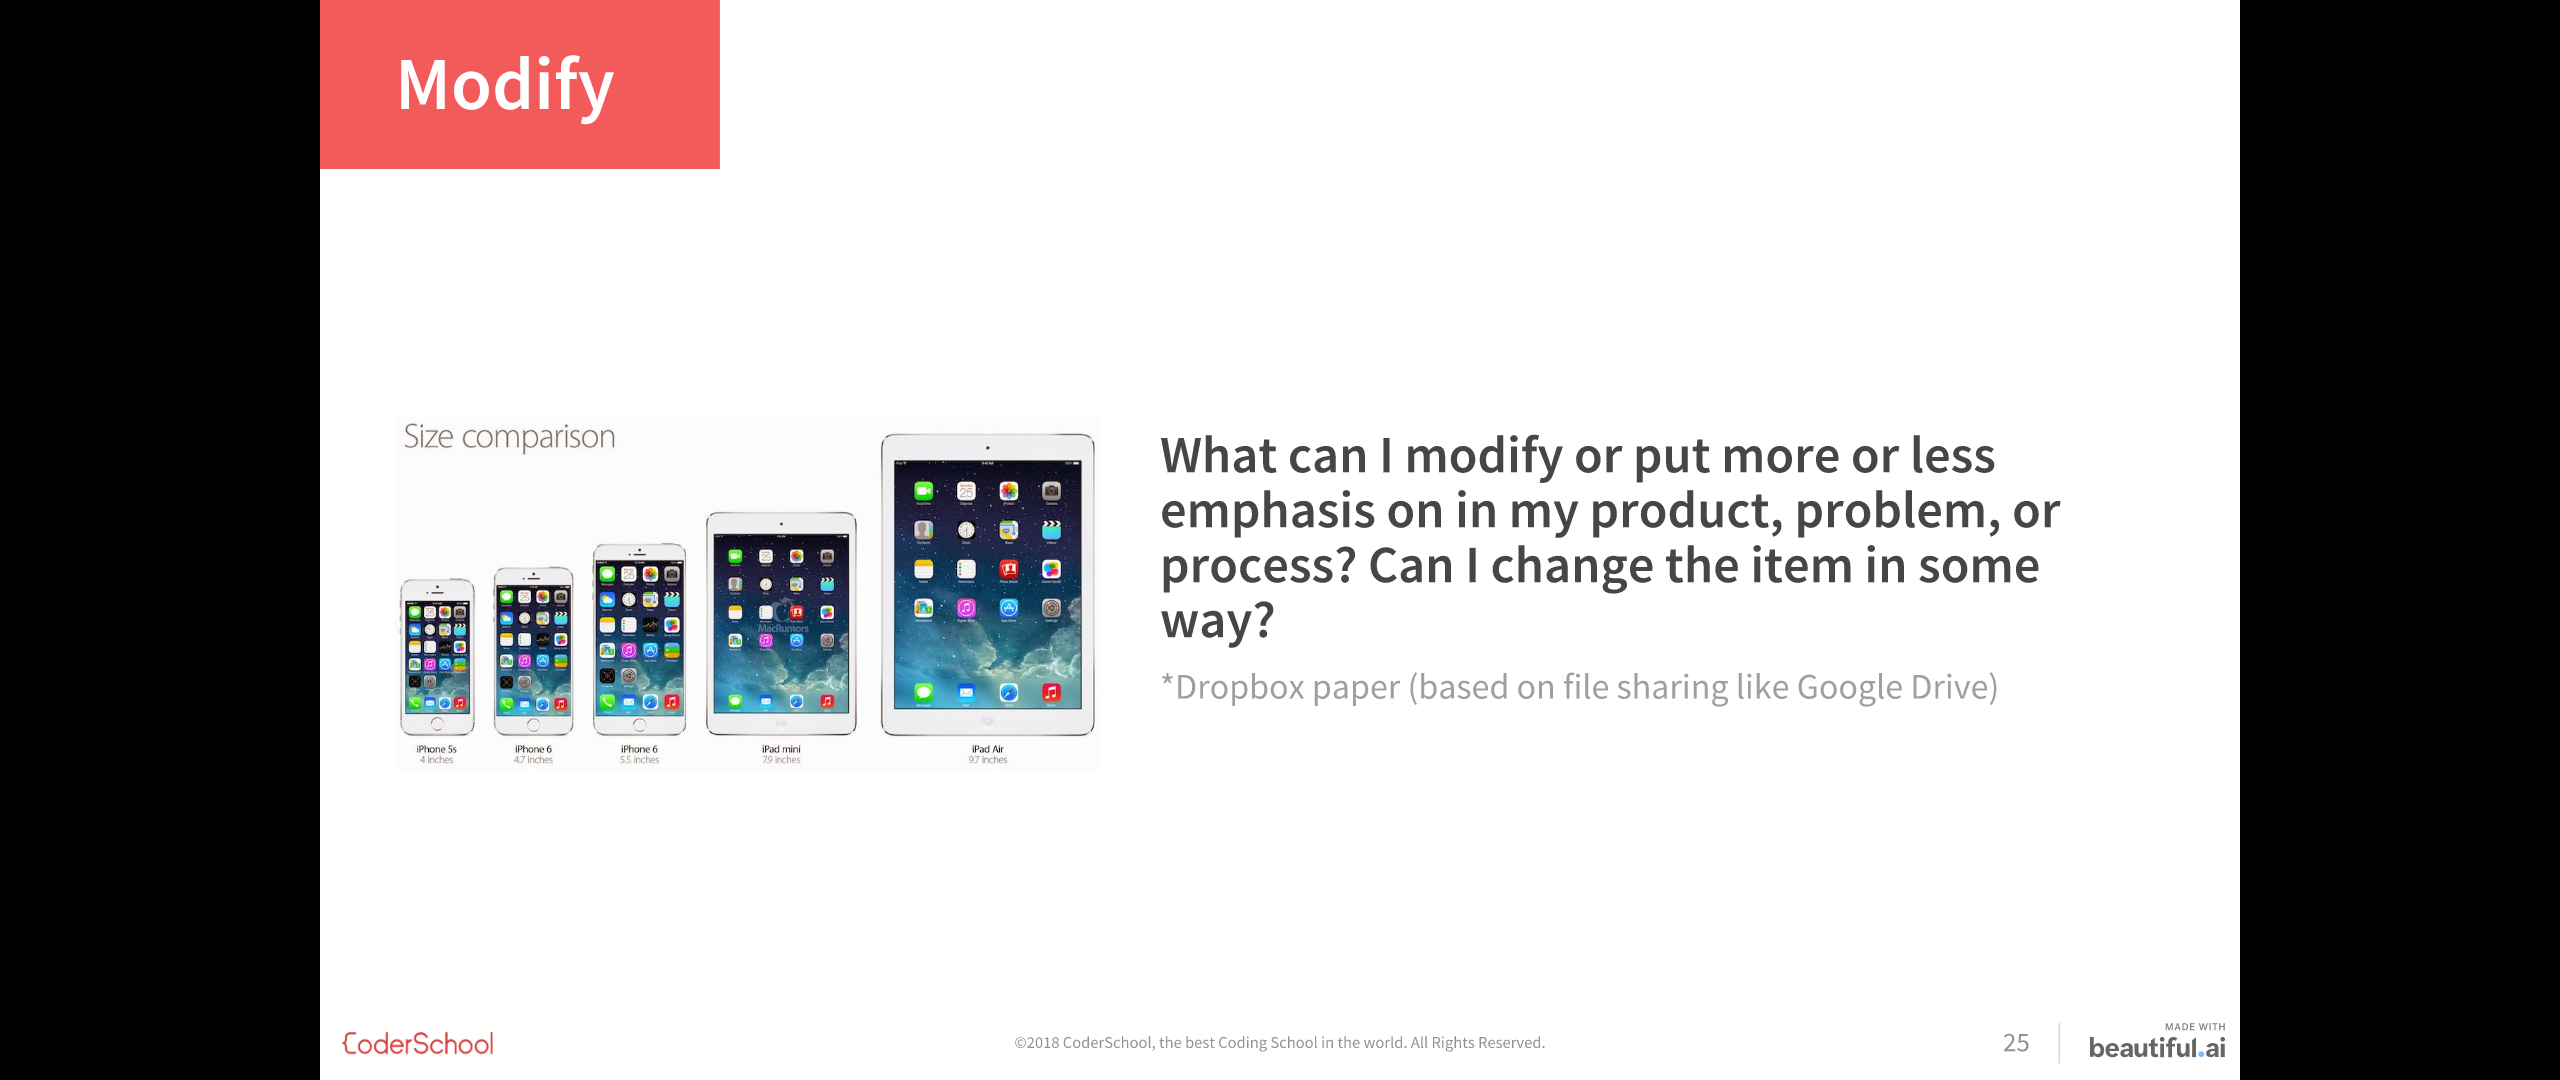 Modify
Size comparison
MacRumors
iPhone 5s
4 inches
iPhone 6
4.7 inches
iPhone 6
5.5 inches
iPad mini
7.9 inches
iPad Air
9.7 inches
What can I modify or put more or less
emphasis on in my product, problem, or
process? Can I change the item in some
way?
*Dropbox paper (based on file sharing like Google Drive)
CoderSchool
©2018 CoderSchool, the best Coding School in the world. All Rights Reserved.
25
MADE WITH
beautiful.ai